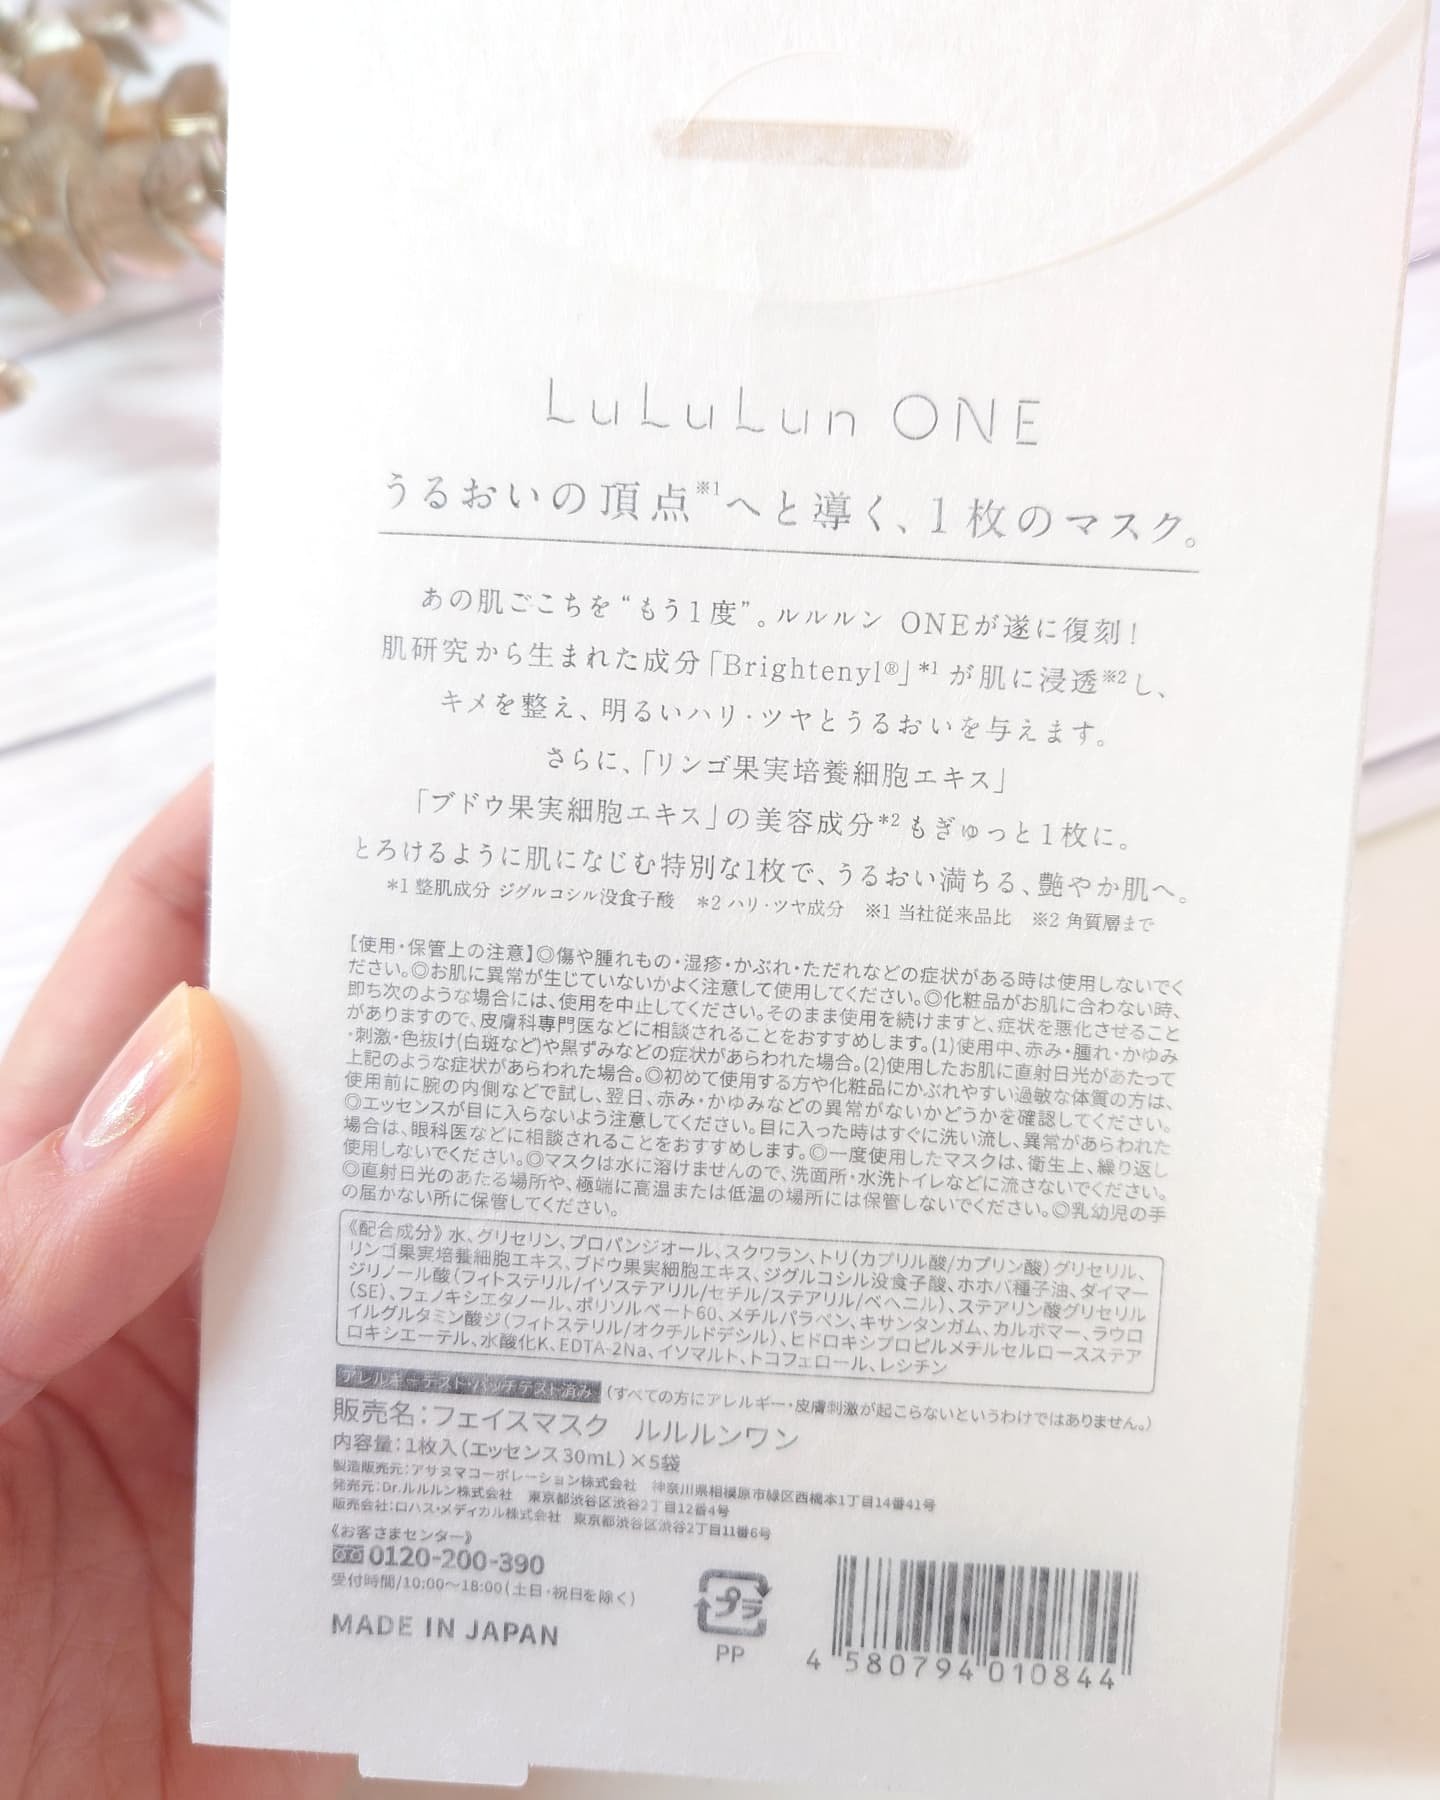 LuLuLun ONE
うるおいの頂点※1へと導く、1枚のマスク。
あの肌ごこちを“もう1度”。ルルルン ONEが遂に復刻!
肌研究から生まれた成分「Brightenyl®」*1 が肌に浸透※2し、
キメを整え、明るいハリ・ツヤとうるおいを与えます。
さらに、「リンゴ果実培養細胞エキス」
「ブドウ果実細胞エキス」の美容成分*2もぎゅっと1枚に。
とろけるように肌になじむ特別な1枚で、うるおい満ちる、艶やか肌へ。
*1 整肌成分 ジグルコシル没食子酸 *2 ハリ・ツヤ成分 ※1 当社従来品比 ※2 角質層まで
【使用・保管上の注意】◎傷や腫れもの・湿疹・かぶれ・ただれなどの症状がある時は使用しないでく
ださい。◎お肌に異常が生じていないかよく注意して使用してください。◎化粧品がお肌に合わない時、
即ち次のような場合には、使用を中止してください。そのまま使用を続けますと、症状を悪化させること
がありますので、皮膚科専門医などに相談されることをおすすめします。(1)使用中、赤み・腫れ・かゆみ
・刺激・色抜け(白斑など)や黒ずみなどの症状があらわれた場合。(2)使用したお肌に直射日光があたって
上記のような症状があらわれた場合。◎初めて使用する方や化粧品にかぶれやすい過敏な体質の方は、
使用前に腕の内側などで試し、翌日、赤み・かゆみなどの異常がないかどうかを確認してください。
◎エッセンスが目に入らないよう注意してください。目に入った時はすぐに洗い流し、異常があらわれた
場合は、眼科医などに相談されることをおすすめします。◎一度使用したマスクは、衛生上、繰り返し
使用しないでください。◎マスクは水に溶けませんので、洗面所・水洗トイレなどに流さないでください。
◎直射日光のあたる場所や、極端に高温または低温の場所には保管しないでください。◎乳幼児の手
の届かない所に保管してください。
《配合成分》水、グリセリン、プロパンジオール、スクワラン、トリ(カプリル酸/カプリン酸)グリセリル、
リンゴ果実培養細胞エキス、ブドウ果実細胞エキス、ジグルコシル没食子酸、ホホバ種子油、ダイマー
ジリノール酸(フィトステリル/イソステアリル/セチル/ステアリル/ベヘニル)、ステアリン酸グリセリル
(SE)、フェノキシエタノール、ポリソルベート60、メチルパラベン、キサンタンガム、カルボマー、ラウロ
イルグルタミン酸ジ(フィトステリル/オクチルドデシル)、ヒドロキシプロピルメチルセルロースステア
ロキシエーテル、水酸化K、EDTA-2Na、イソマルト、トコフェロール、レシチン
アレルギーテスト・パッチテスト済み (すべての方にアレルギー・皮膚刺激が起こらないというわけではありません。)
販売名:フェイスマスク ルルルンワン
内容量:1枚入(エッセンス30mL)×5袋
製造販売元:アサヌマコーポレーション株式会社 神奈川県相模原市緑区西橋本1丁目14番41号
発売元:Dr.ルルルン株式会社 東京都渋谷区渋谷2丁目12番4号
販売会社:ロハス・メディカル株式会社 東京都渋谷区渋谷2丁目11番6号
《お客さまセンター》
0120-200-390
受付時間/10:00〜18:00(土日・祝日を除く)
MADE IN JAPAN
プラ
PP
4 580794 010844